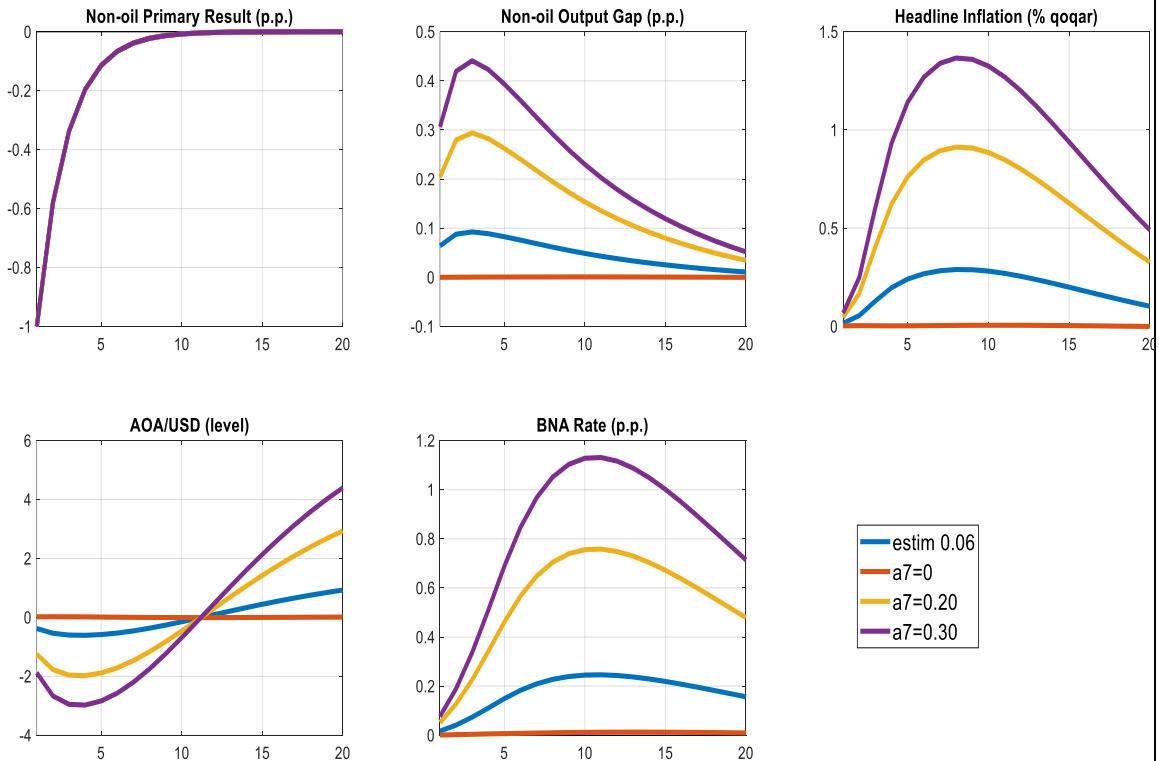 Non-oil Primary Result (p.p.)
0
-0.2
-0.4
-0.6
-0.8
-1
5 10 15 20
Non-oil Output Gap (p.p.)
0.5
0.4
0.3
0.2
0.1
0
-0.1
5 10 15 20
Headline Inflation (% qoqar)
1.5
1
0.5
0
5 10 15 20
AOA/USD (level)
6
4
2
0
-2
-4
5 10 15 20
BNA Rate (p.p.)
1.2
1
0.8
0.6
0.4
0.2
0
5 10 15 20
estim 0.06
a7=0
a7=0.20
a7=0.30